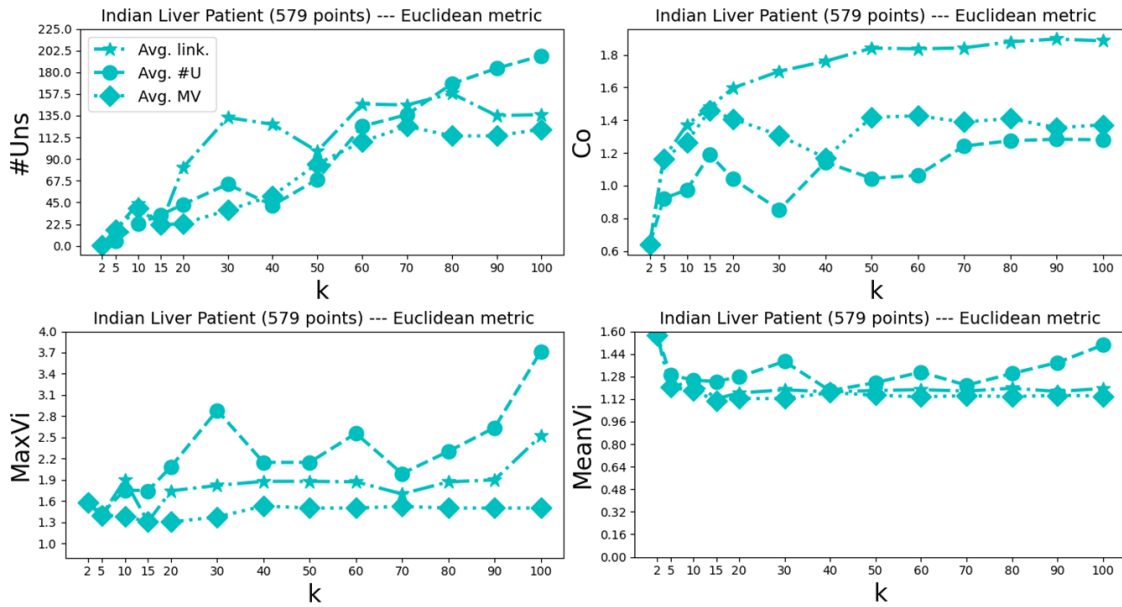 Indian Liver Patient (579 points) --- Euclidean metric
225.0
202.5
180.0
157.5
135.0
112.5
90.0
67.5
45.0
22.5
0.0
#Uns
Avg. link.
Avg. #U
Avg. MV
2 5 10 15 20 30 40 50 60 70 80 90 100
k
Indian Liver Patient (579 points) --- Euclidean metric
1.8
1.6
1.4
1.2
1.0
0.8
0.6
Co
2 5 10 15 20 30 40 50 60 70 80 90 100
k
Indian Liver Patient (579 points) --- Euclidean metric
4.0
3.7
3.4
3.1
2.8
2.5
2.2
1.9
1.6
1.3
1.0
MaxVi
2 5 10 15 20 30 40 50 60 70 80 90 100
k
Indian Liver Patient (579 points) --- Euclidean metric
1.60
1.44
1.28
1.12
0.96
0.80
0.64
0.48
0.32
0.16
0.00
MeanVi
2 5 10 15 20 30 40 50 60 70 80 90 100
k